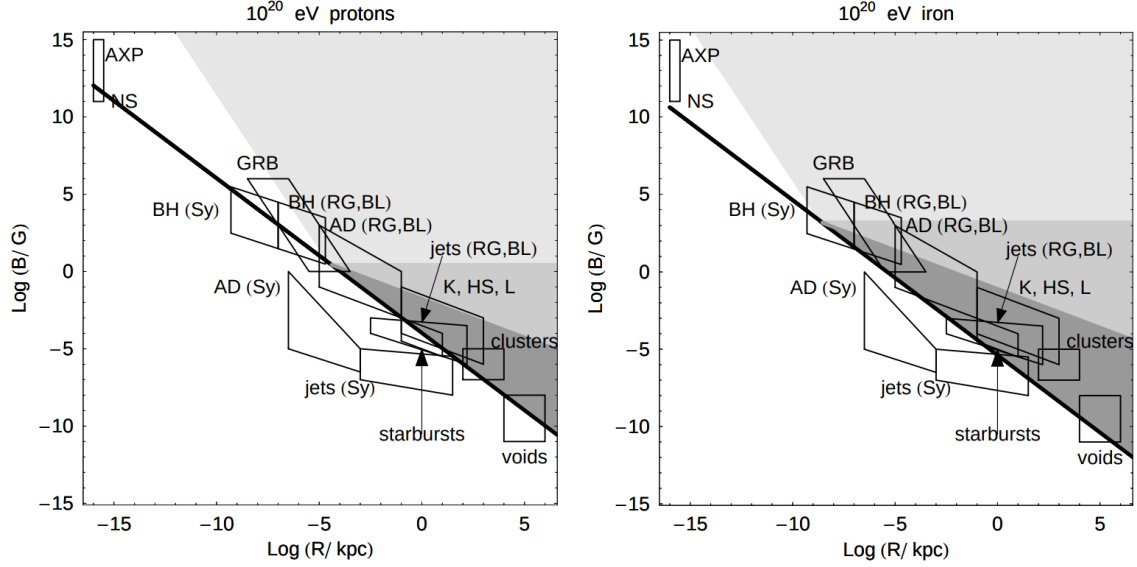 10^20 eV protons
15
10
5
0
−5
−10
−15
Log (B/ G)
AXP
NS
GRB
BH (Sy)
BH (RG,BL)
AD (RG,BL)
jets (RG,BL)
AD (Sy)
K, HS, L
clusters
jets (Sy)
starbursts
voids
−15 −10 −5 0 5
Log (R/ kpc)
10^20 eV iron
15
10
5
0
−5
−10
−15
Log (B/ G)
AXP
NS
GRB
BH (Sy)
BH (RG,BL)
AD (RG,BL)
jets (RG,BL)
AD (Sy)
K, HS, L
clusters
jets (Sy)
starbursts
voids
−15 −10 −5 0 5
Log (R/ kpc)